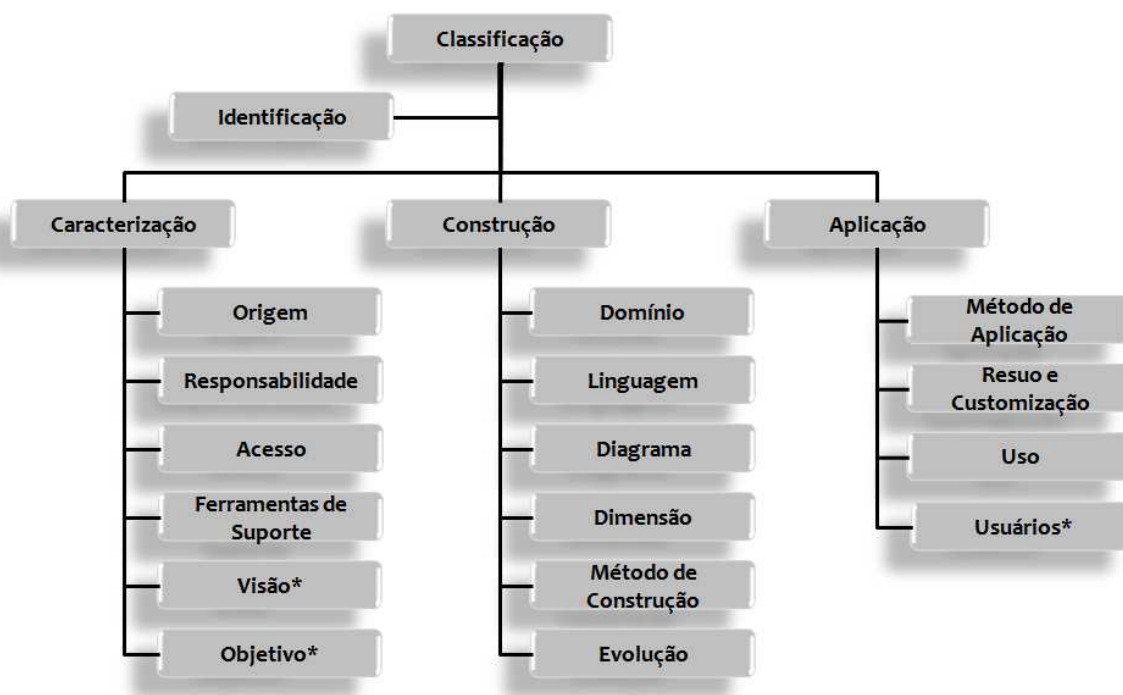 Classificação
Identificação
Caracterização
Construção
Aplicação
Origem
Responsabilidade
Acesso
Ferramentas de
Suporte
Visão*
Objetivo*
Domínio
Linguagem
Diagrama
Dimensão
Método de
Construção
Evolução
Método de
Aplicação
Resuo e
Customização
Uso
Usuários*